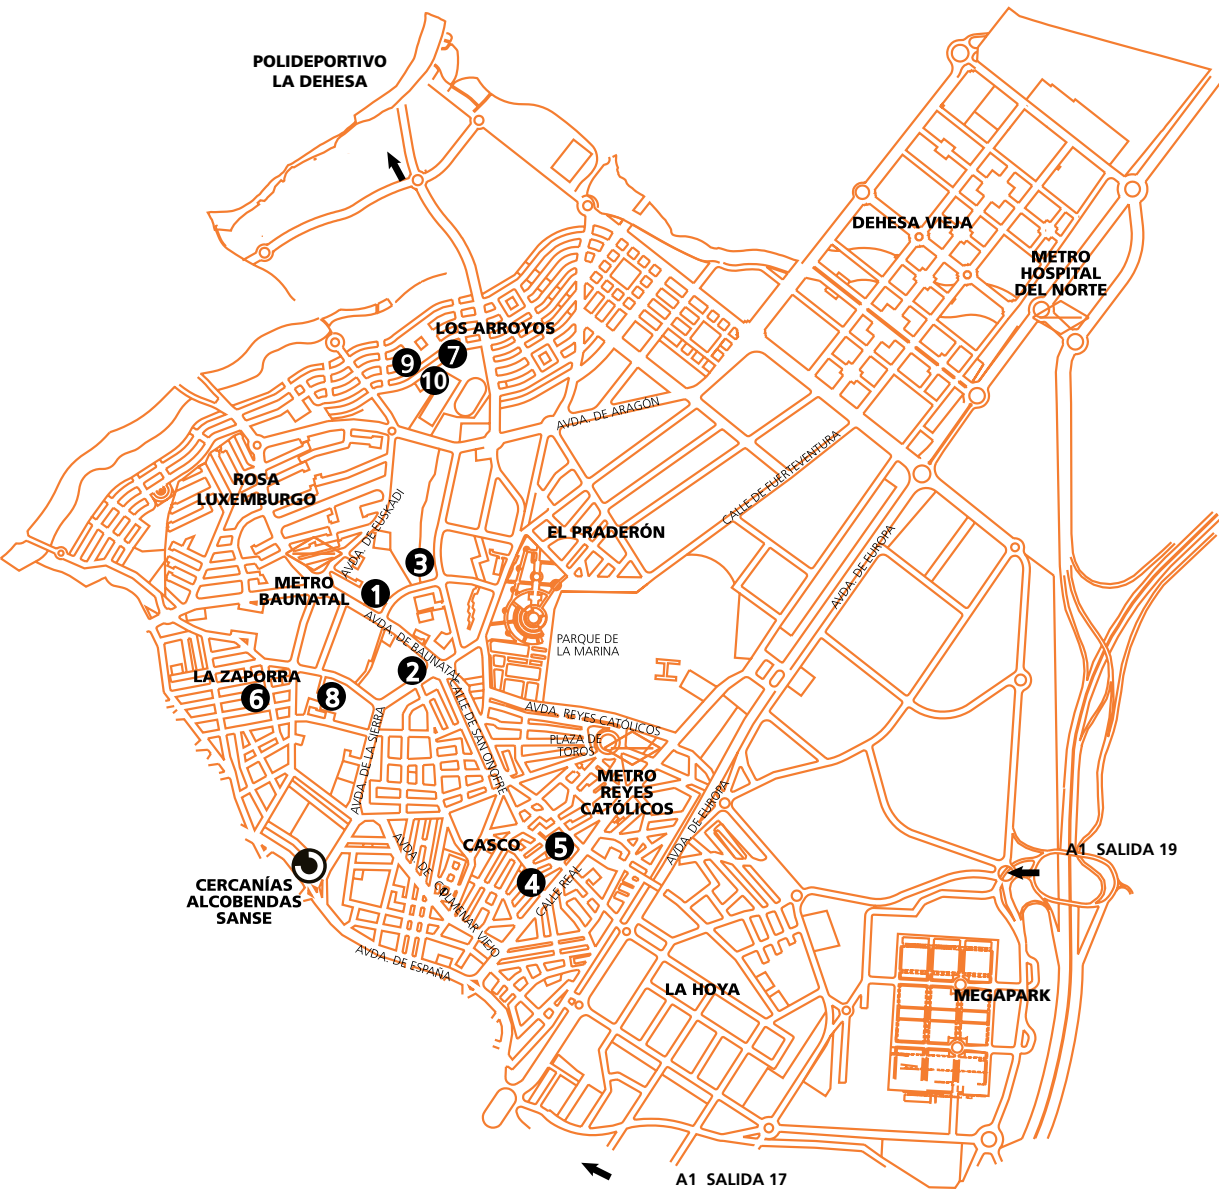 POLIDEPORTIVO
LA DEHESA
DEHESA VIEJA
METRO
HOSPITAL
DEL NORTE
LOS ARROYOS
9
7
10
AVDA. DE ARAGÓN
CALLE DE FUERTEVENTURA
ROSA
LUXEMBURGO
AVDA. DE EUSKADI
EL PRADERÓN
AVDA. DE EUROPA
3
METRO
BAUNATAL
1
AVDA. DE BAUNATAL
PARQUE DE
LA MARINA
2
LA ZAPORRA
6
8
CALLE DE SAN ONOFRE
AVDA. REYES CATÓLICOS
PLAZA DE
TOROS
AVDA. DE LA SIERRA
METRO
REYES
CATÓLICOS
AVDA. DE EUROPA
CASCO
5
4
CALLE REAL
A1 SALIDA 19
AVDA. DE COLMENAR VIEJO
CERCANÍAS
ALCOBENDAS
SANSE
AVDA. DE ESPAÑA
LA HOYA
MEGAPARK
A1 SALIDA 17